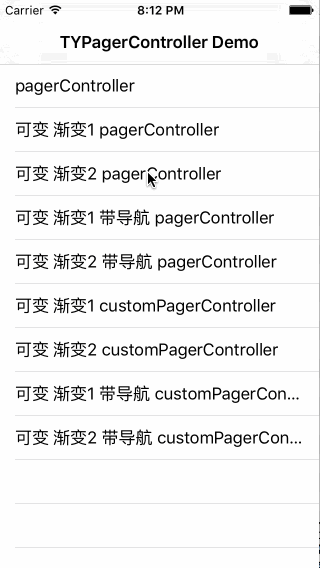 Carrier 8:12 PM
TYPagerController Demo
pagerController
可变 渐变1 pagerController
可变 渐变2 pagerController
可变 渐变1 带导航 pagerController
可变 渐变2 带导航 pagerController
可变 渐变1 customPagerController
可变 渐变2 customPagerController
可变 渐变1 带导航 customPagerCon...
可变 渐变2 带导航 customPagerCon...